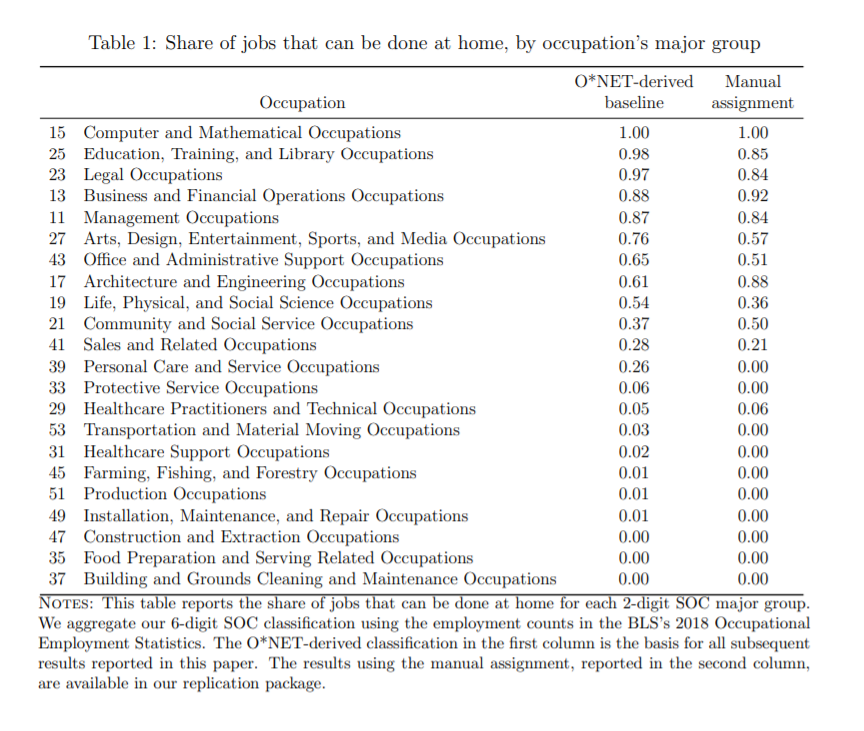 Table 1: Share of jobs that can be done at home, by occupation's major group
O*NET-derived Manual
Occupation baseline assignment
15 Computer and Mathematical Occupations 1.00 1.00
25 Education, Training, and Library Occupations 0.98 0.85
23 Legal Occupations 0.97 0.84
13 Business and Financial Operations Occupations 0.88 0.92
11 Management Occupations 0.87 0.84
27 Arts, Design, Entertainment, Sports, and Media Occupations 0.76 0.57
43 Office and Administrative Support Occupations 0.65 0.51
17 Architecture and Engineering Occupations 0.61 0.88
19 Life, Physical, and Social Science Occupations 0.54 0.36
21 Community and Social Service Occupations 0.37 0.50
41 Sales and Related Occupations 0.28 0.21
39 Personal Care and Service Occupations 0.26 0.00
33 Protective Service Occupations 0.06 0.00
29 Healthcare Practitioners and Technical Occupations 0.05 0.06
53 Transportation and Material Moving Occupations 0.03 0.00
31 Healthcare Support Occupations 0.02 0.00
45 Farming, Fishing, and Forestry Occupations 0.01 0.00
51 Production Occupations 0.01 0.00
49 Installation, Maintenance, and Repair Occupations 0.01 0.00
47 Construction and Extraction Occupations 0.00 0.00
35 Food Preparation and Serving Related Occupations 0.00 0.00
37 Building and Grounds Cleaning and Maintenance Occupations 0.00 0.00
NOTES: This table reports the share of jobs that can be done at home for each 2-digit SOC major group.
We aggregate our 6-digit SOC classification using the employment counts in the BLS's 2018 Occupational
Employment Statistics. The O*NET-derived classification in the first column is the basis for all subsequent
results reported in this paper. The results using the manual assignment, reported in the second column,
are available in our replication package.